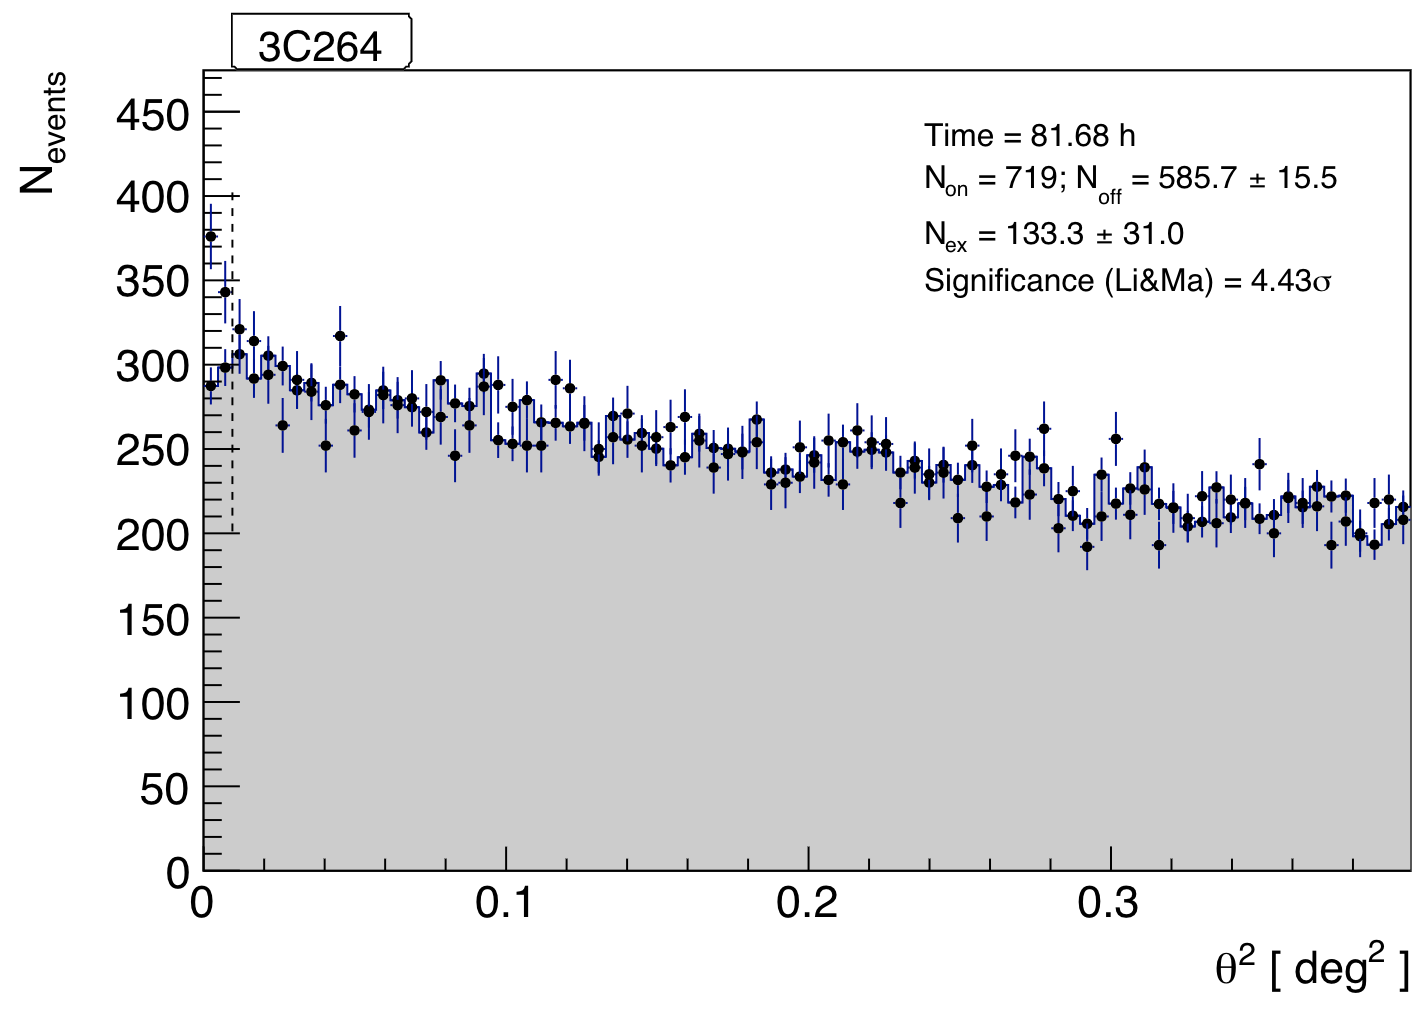 3C264
N_events
450
400
350
300
250
200
150
100
50
0
Time = 81.68 h
N_on = 719; N_off = 585.7 ± 15.5
N_ex = 133.3 ± 31.0
Significance (Li&Ma) = 4.43σ
0 0.1 0.2 0.3
θ² [ deg² ]